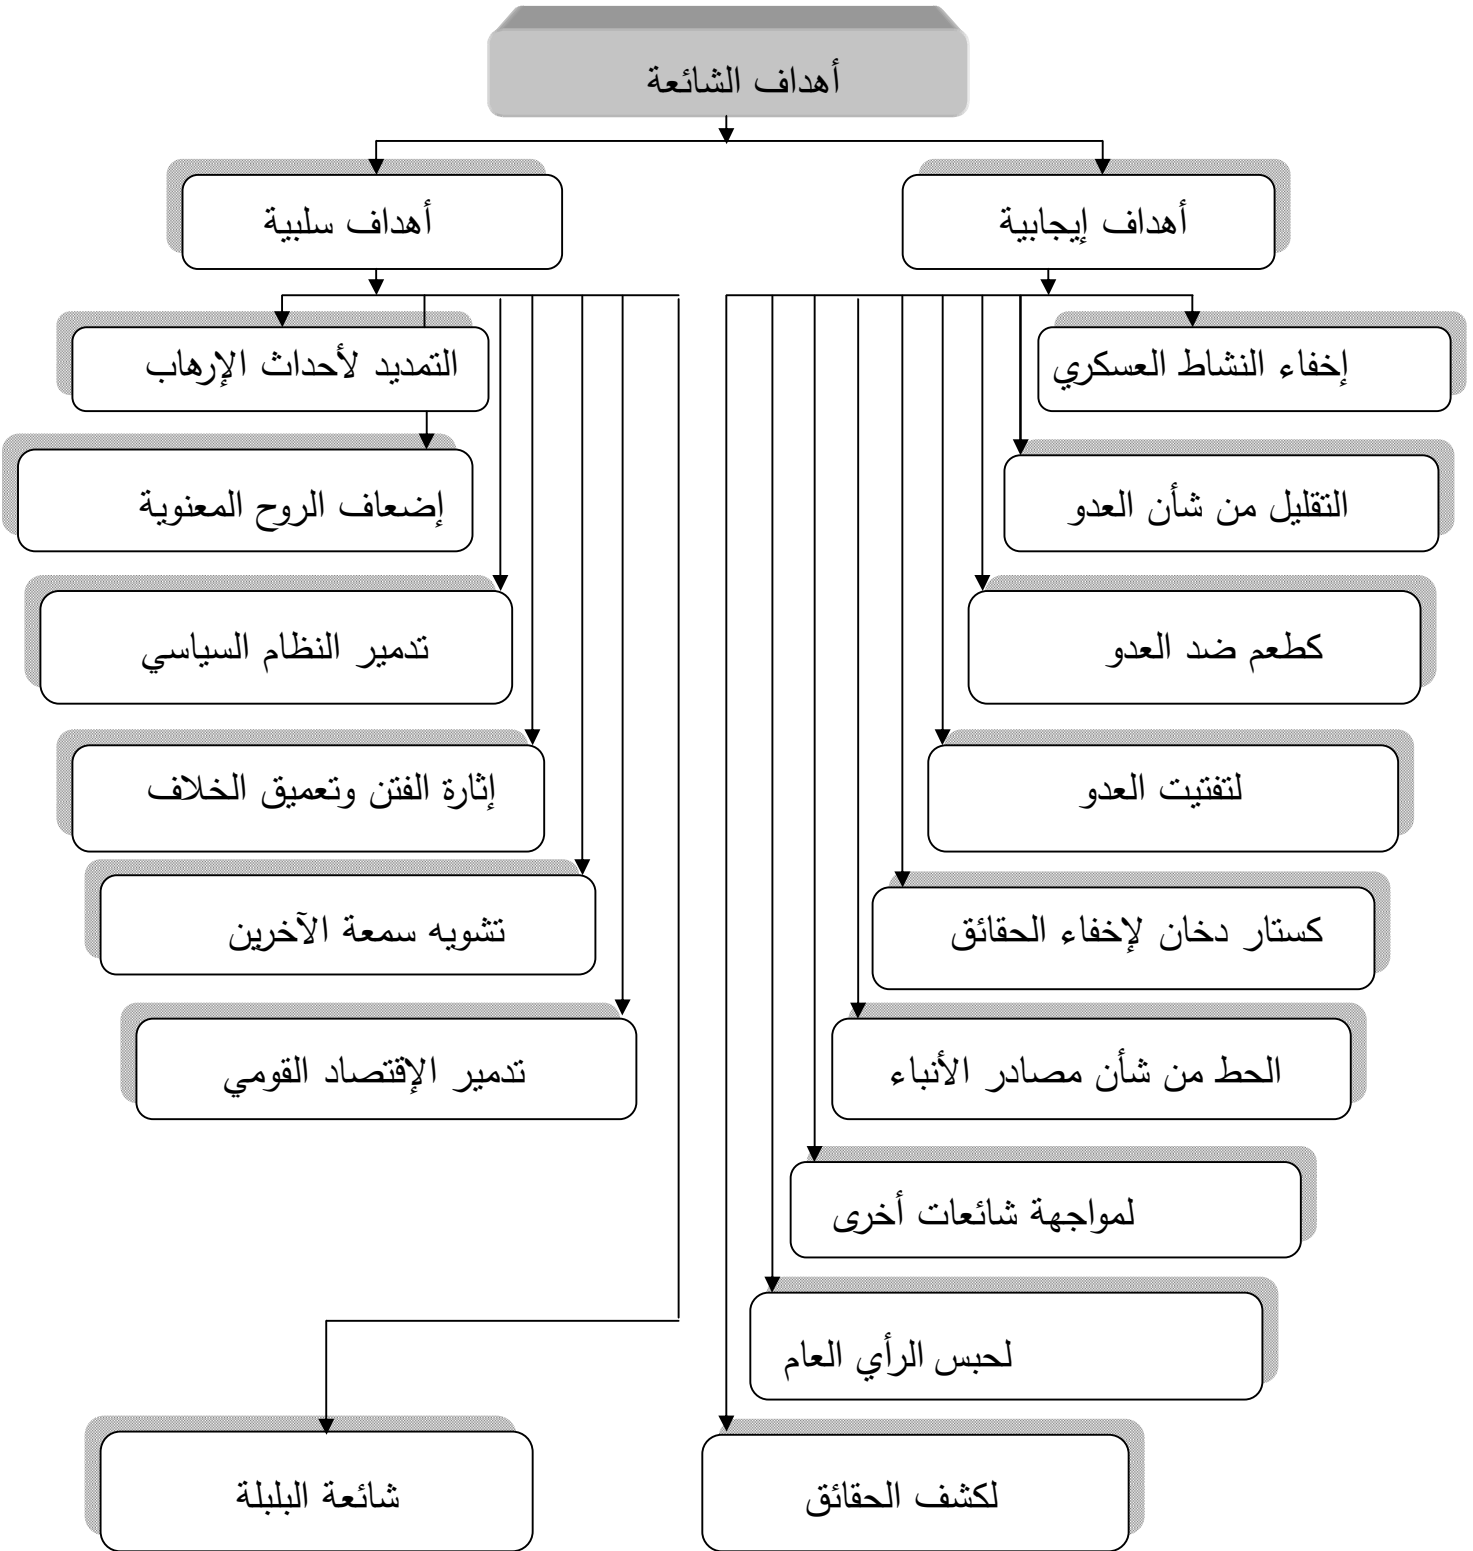 أهداف الشائعة
أهداف إيجابية
أهداف سلبية
إخفاء النشاط العسكري
التقليل من شأن العدو
كطعم ضد العدو
لتفتيت العدو
كستار دخان لإخفاء الحقائق
الحط من شأن مصادر الأنباء
لمواجهة شائعات أخرى
لحبس الرأي العام
لكشف الحقائق
التمديد لأحداث الإرهاب
إضعاف الروح المعنوية
تدمير النظام السياسي
إثارة الفتن وتعميق الخلاف
تشويه سمعة الآخرين
تدمير الإقتصاد القومي
شائعة البلبلة